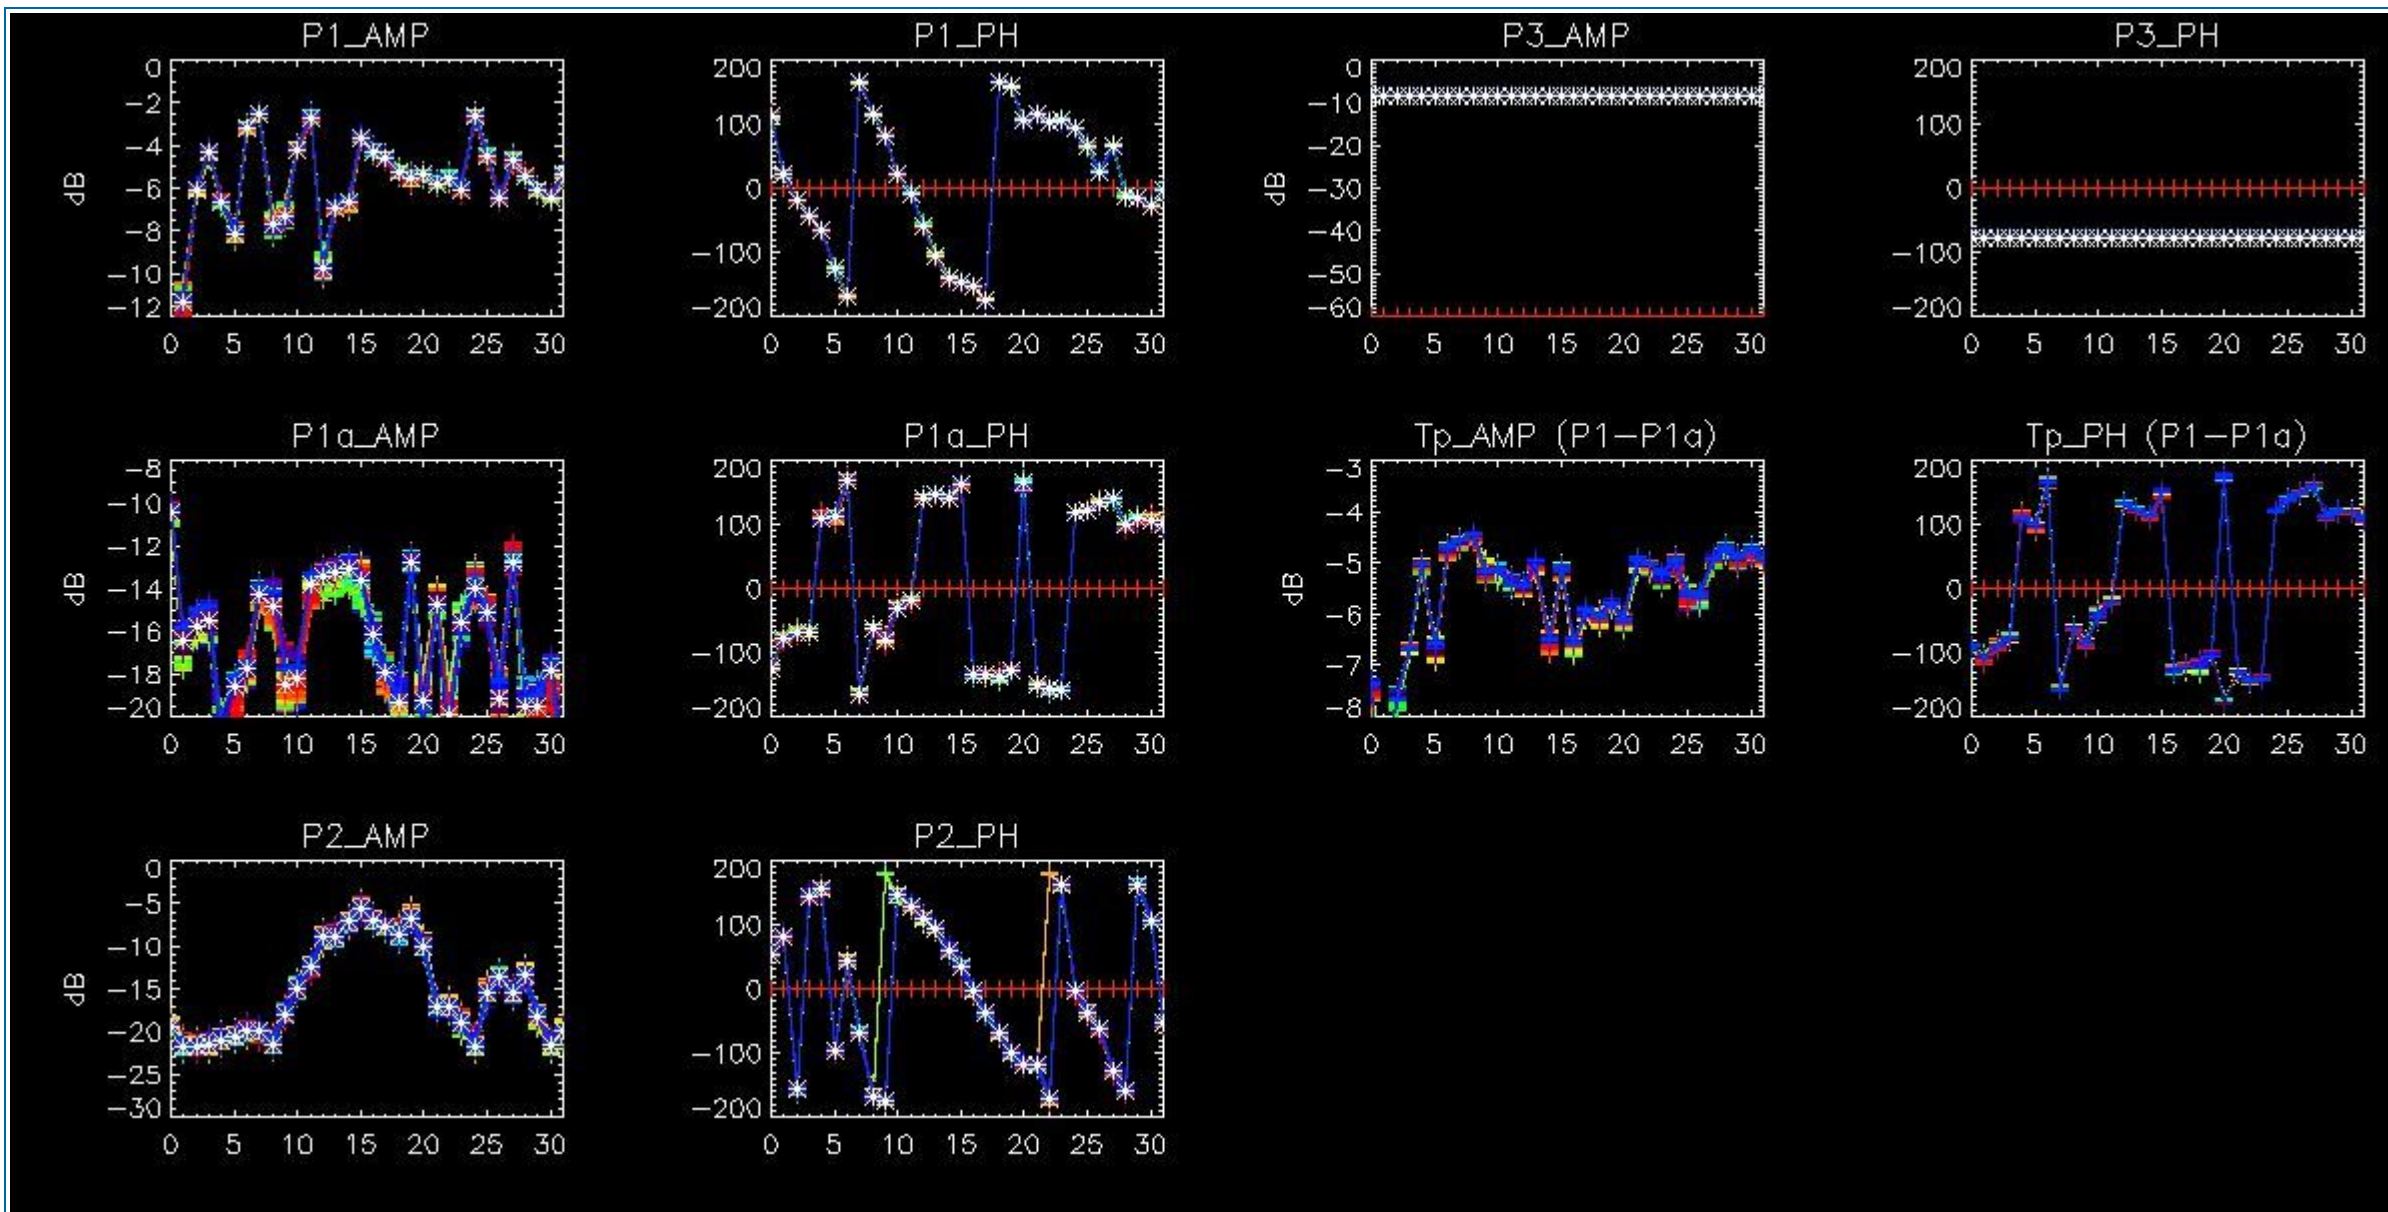 P1_AMP
0
−2
−4
−6
−8
−10
−12
dB
0 5 10 15 20 25 30
P1_PH
200
100
0
−100
−200
0 5 10 15 20 25 30
P3_AMP
0
−10
−20
−30
−40
−50
−60
dB
0 5 10 15 20 25 30
P3_PH
200
100
0
−100
−200
0 5 10 15 20 25 30
P1a_AMP
−8
−10
−12
−14
−16
−18
−20
dB
0 5 10 15 20 25 30
P1a_PH
200
100
0
−100
−200
0 5 10 15 20 25 30
Tp_AMP (P1−P1a)
−3
−4
−5
−6
−7
−8
dB
0 5 10 15 20 25 30
Tp_PH (P1−P1a)
200
100
0
−100
−200
0 5 10 15 20 25 30
P2_AMP
0
−5
−10
−15
−20
−25
−30
dB
0 5 10 15 20 25 30
P2_PH
200
100
0
−100
−200
0 5 10 15 20 25 30